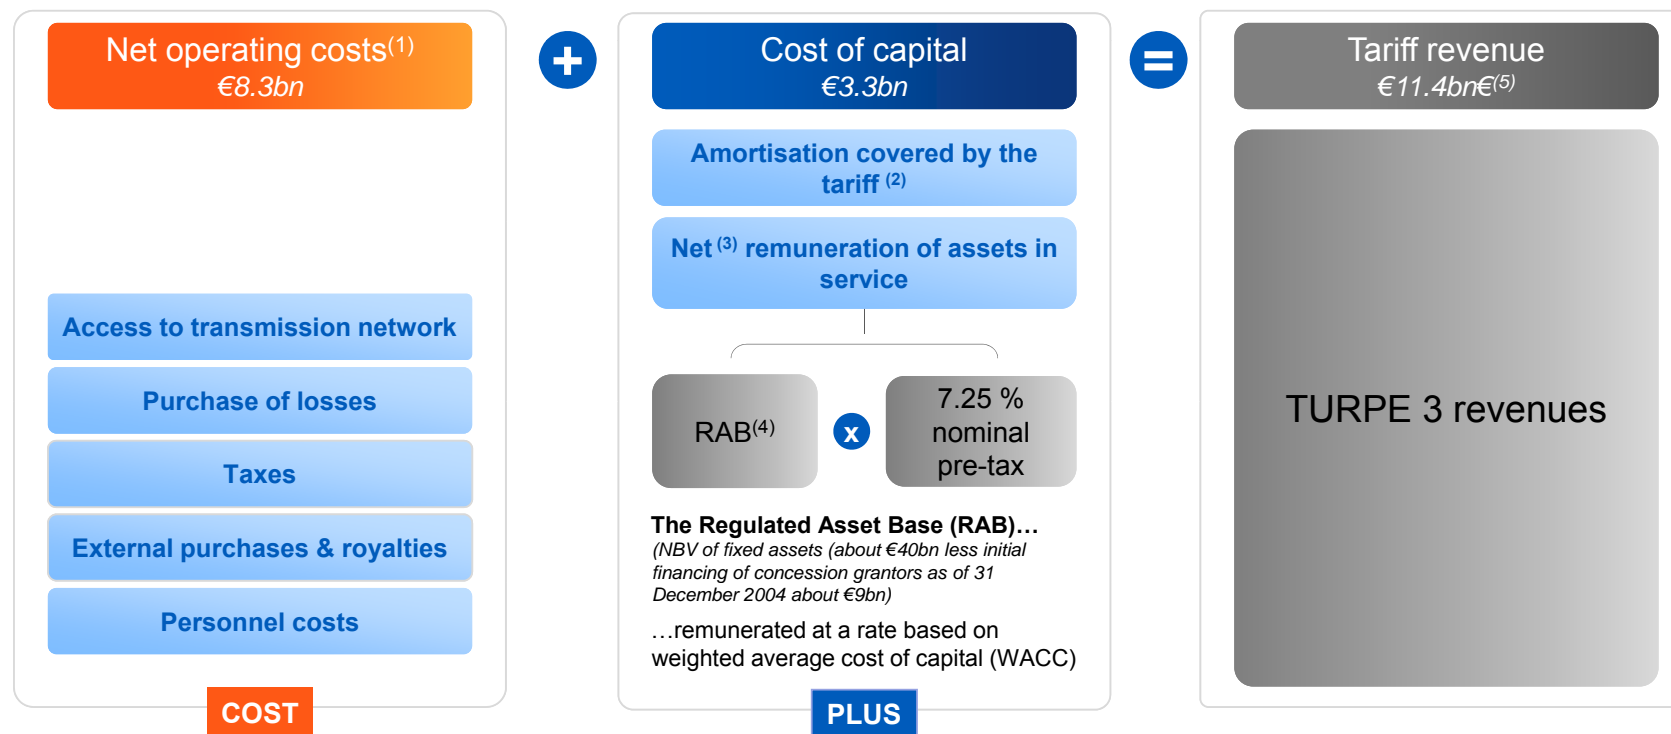 Net operating costs(1)
€8.3bn
Access to transmission network
Purchase of losses
Taxes
External purchases & royalties
Personnel costs
COST
+
Cost of capital
€3.3bn
Amortisation covered by the
tariff (2)
Net (3) remuneration of assets in
service
RAB(4)
x
7.25 %
nominal
pre-tax
The Regulated Asset Base (RAB)…
(NBV of fixed assets (about €40bn less initial
financing of concession grantors as of 31
December 2004 about €9bn)
…remunerated at a rate based on
weighted average cost of capital (WACC)
PLUS
=
Tariff revenue
€11.4bn€(5)
TURPE 3 revenues